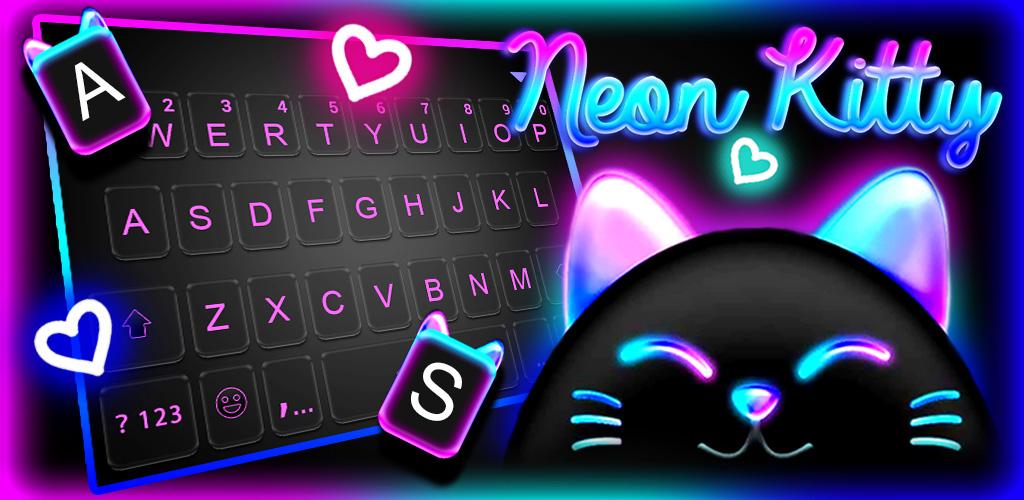 Neon Kitty
A
2 3 4 5 6 7 8 9 0
W E R T Y U I O P
A S D F G H J K L
Z X C V B N M
S
? 123 , ...